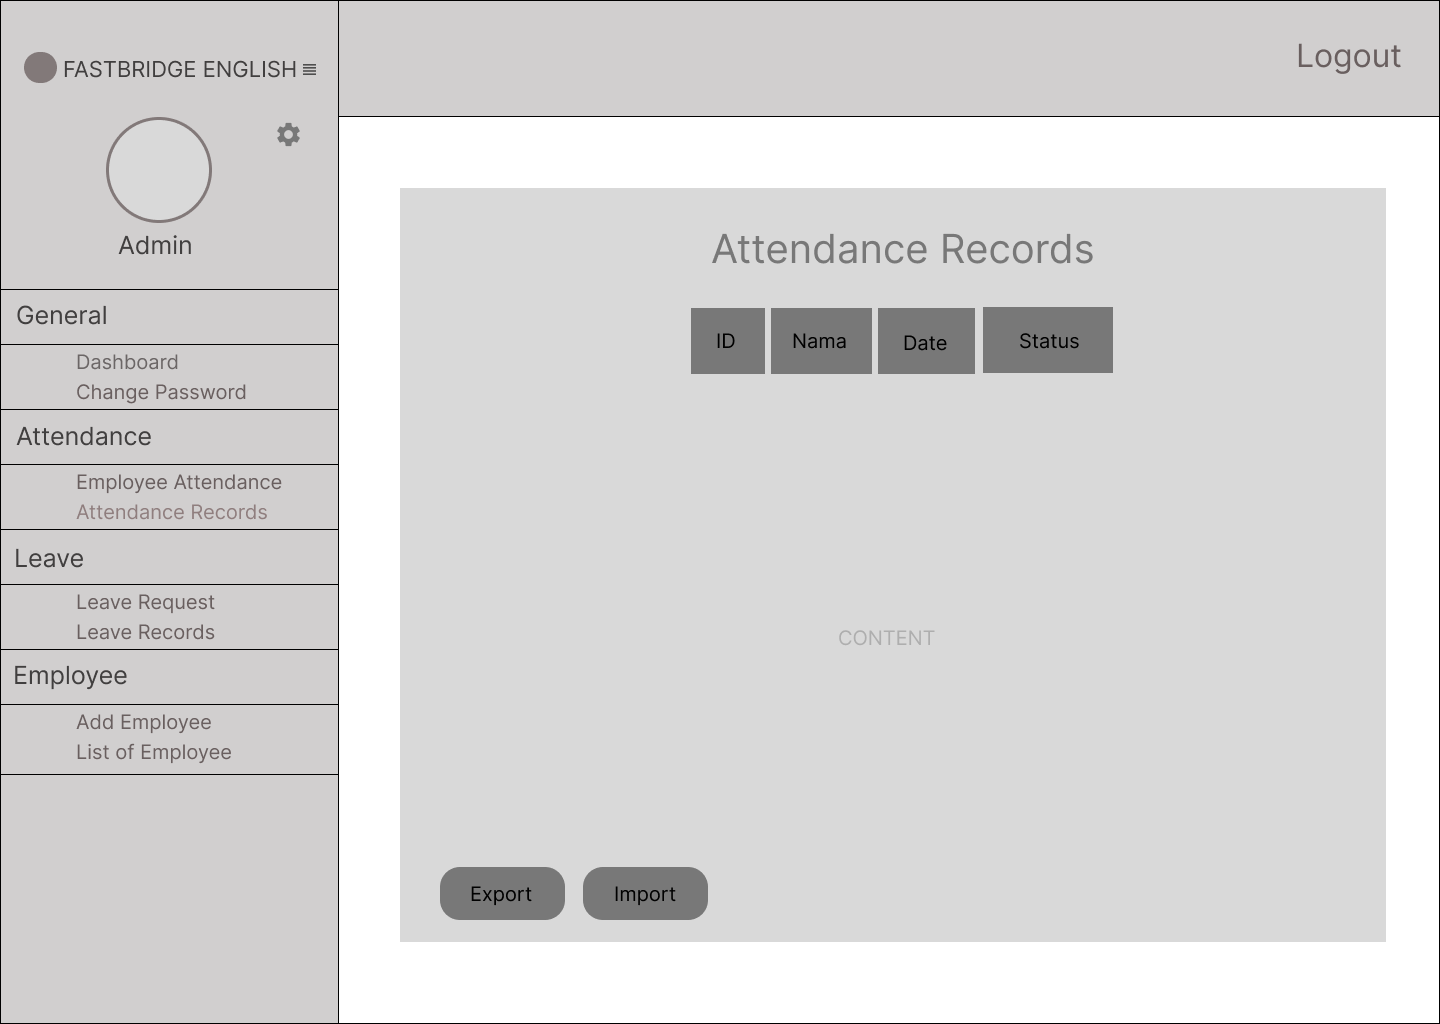 FASTBRIDGE ENGLISH
Admin
General
Dashboard
Change Password
Attendance
Employee Attendance
Attendance Records
Leave
Leave Request
Leave Records
Employee
Add Employee
List of Employee
Logout
Attendance Records
ID Nama Date Status
CONTENT
Export Import